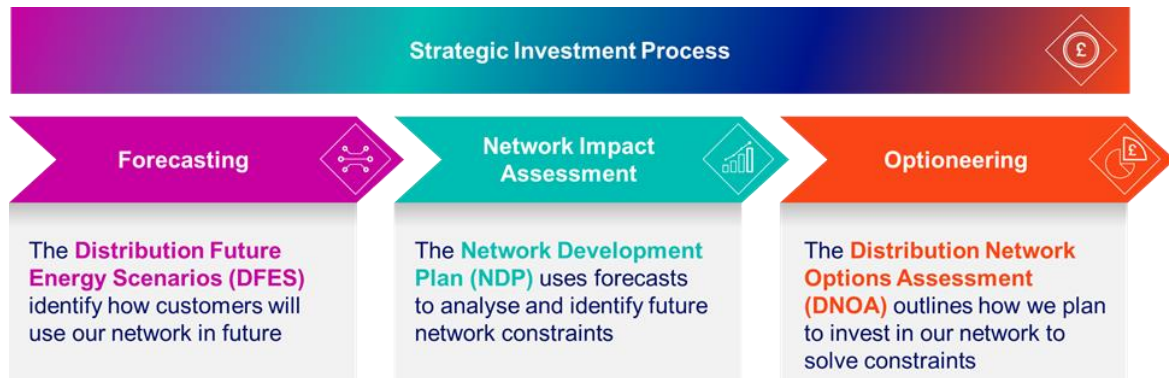 Strategic Investment Process
£
Forecasting
The Distribution Future
Energy Scenarios (DFES)
identify how customers will
use our network in future
Network Impact
Assessment
The Network Development
Plan (NDP) uses forecasts
to analyse and identify future
network constraints
Optioneering
£
The Distribution Network
Options Assessment
(DNOA) outlines how we plan
to invest in our network to
solve constraints